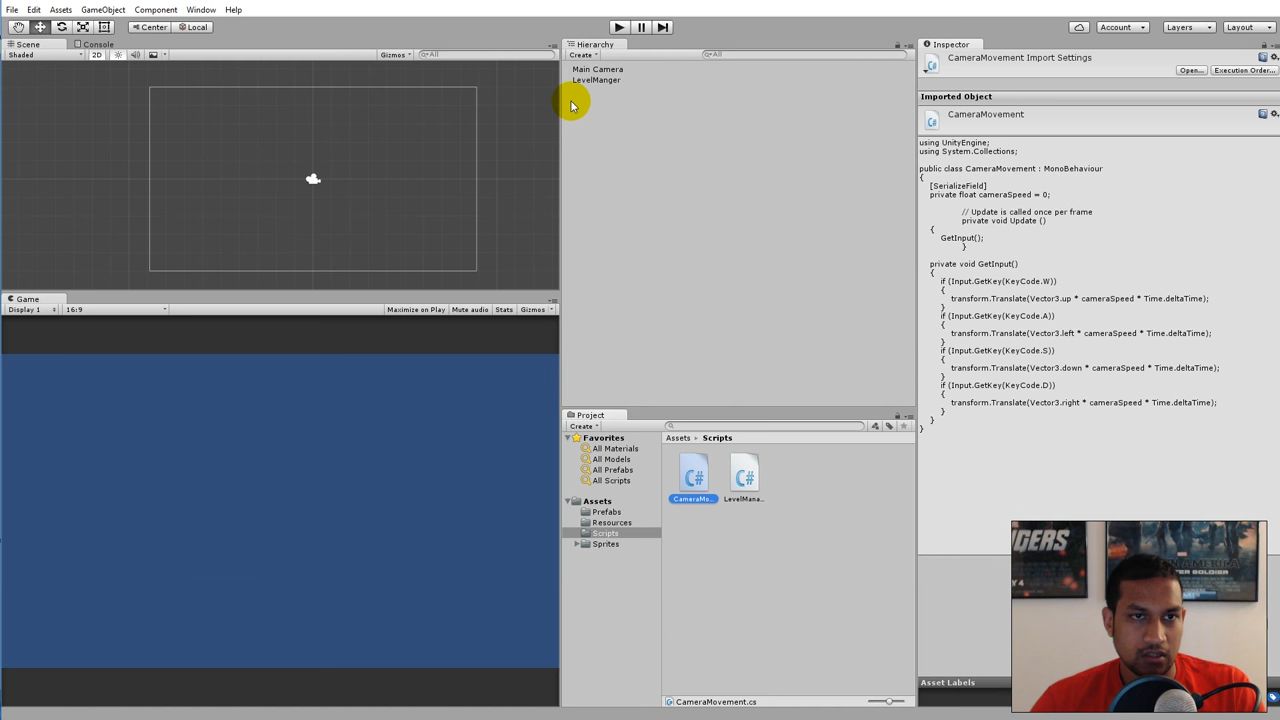 File Edit Assets GameObject Component Window Help
Center Local Account Layers Layout
Scene Console
Shaded 2D Gizmos All
Hierarchy
Create All
Main Camera
LevelManger
Game
Display 1 16:9 Maximize on Play Mute audio Stats Gizmos
Project
Create
Favorites
All Materials
All Models
All Prefabs
All Scripts
Assets
Prefabs
Resources
Scripts
Sprites
Assets Scripts
CameraMo... LevelMana...
CameraMovement.cs
Inspector
CameraMovement Import Settings
Open... Execution Order...
Imported Object
CameraMovement
using UnityEngine;
using System.Collections;
public class CameraMovement : MonoBehaviour
{
[SerializeField]
private float cameraSpeed = 0;
// Update is called once per frame
private void Update ()
{
GetInput();
}
private void GetInput()
{
if (Input.GetKey(KeyCode.W))
{
transform.Translate(Vector3.up * cameraSpeed * Time.deltaTime);
}
if (Input.GetKey(KeyCode.A))
{
transform.Translate(Vector3.left * cameraSpeed * Time.deltaTime);
}
if (Input.GetKey(KeyCode.S))
{
transform.Translate(Vector3.down * cameraSpeed * Time.deltaTime);
}
if (Input.GetKey(KeyCode.D))
{
transform.Translate(Vector3.right * cameraSpeed * Time.deltaTime);
}
}
}
Asset Labels